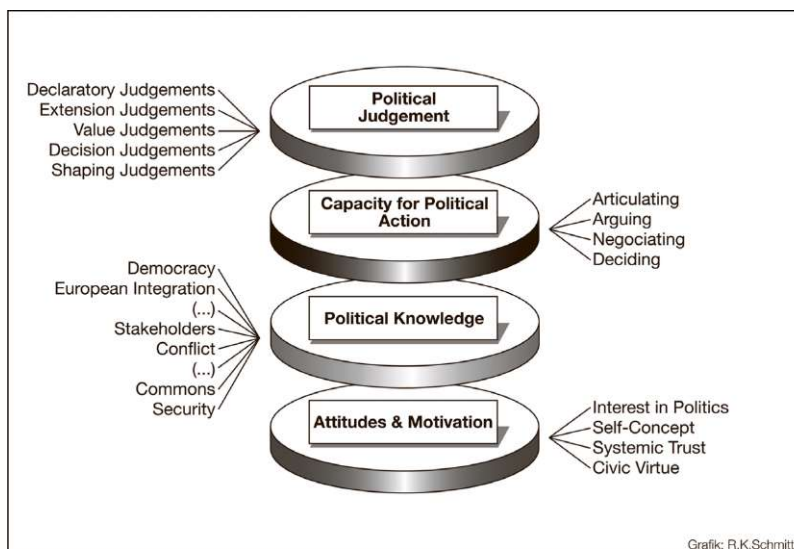 Declaratory Judgements
Extension Judgements
Value Judgements
Decision Judgements
Shaping Judgements
Political
Judgement
Capacity for Political
Action
Articulating
Arguing
Negociating
Deciding
Democracy
European Integration
(...)
Stakeholders
Conflict
(...)
Commons
Security
Political Knowledge
Attitudes & Motivation
Interest in Politics
Self-Concept
Systemic Trust
Civic Virtue
Grafik: R.K.Schmitt